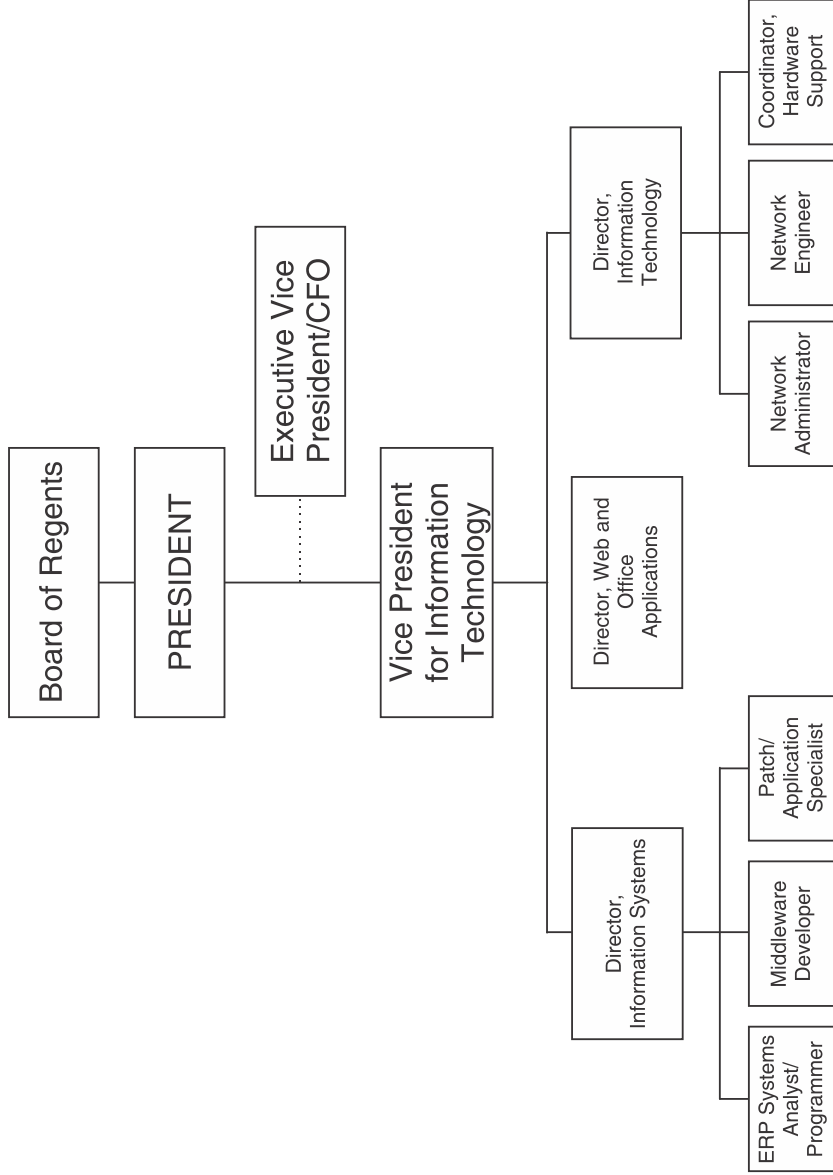 Board of Regents
PRESIDENT
Executive Vice
President/CFO
Vice President
for Information
Technology
Director,
Information Systems
Director, Web and
Office
Applications
Director,
Information
Technology
ERP Systems
Analyst/
Programmer
Middleware
Developer
Patch/
Application
Specialist
Network
Administrator
Network
Engineer
Coordinator,
Hardware
Support